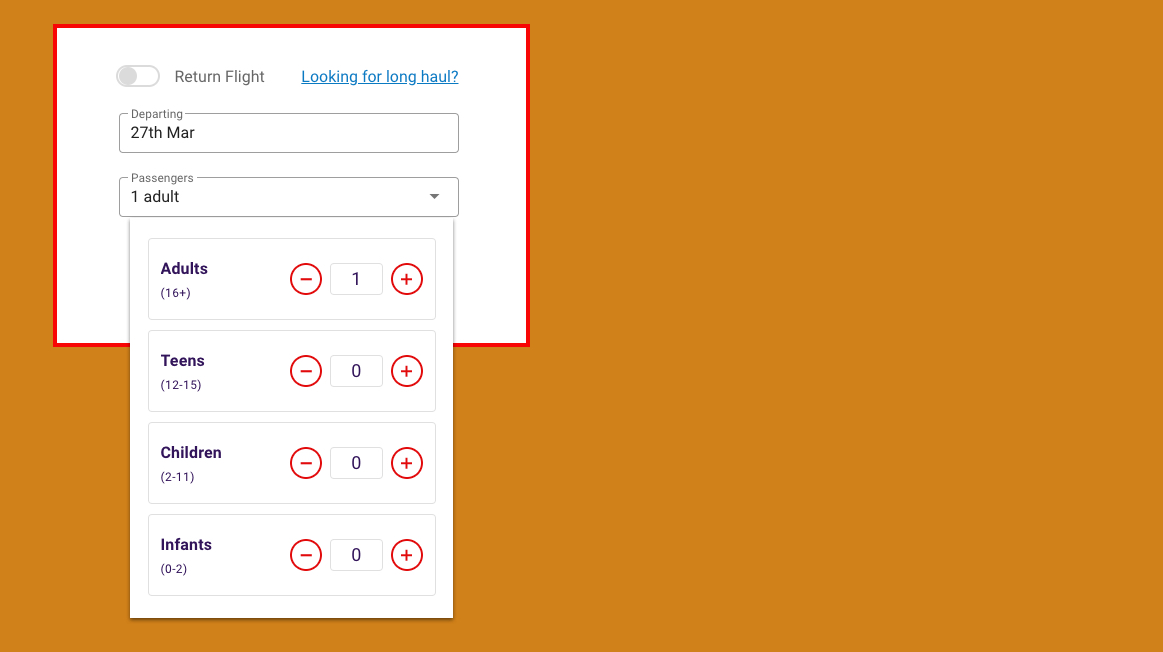 Return Flight Looking for long haul?
Departing
27th Mar
Passengers
1 adult
Adults
(16+)
− 1 +
Teens
(12-15)
− 0 +
Children
(2-11)
− 0 +
Infants
(0-2)
− 0 +